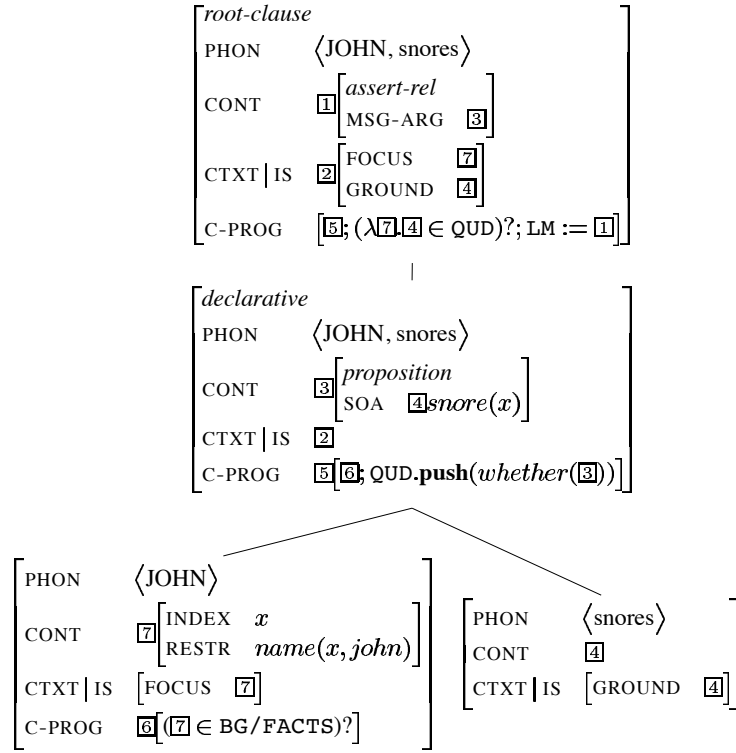 root-clause
PHON ⟨JOHN, snores⟩
CONT 1 assert-rel
MSG-ARG 3
CTXT | IS 2 FOCUS 7
GROUND 4
C-PROG [5; (λ7.4 ∈ QUD)?; LM := 1]
declarative
PHON ⟨JOHN, snores⟩
CONT 3 proposition
SOA 4 snore(x)
CTXT | IS 2
C-PROG 5[6; QUD.push(whether(3))]
PHON ⟨JOHN⟩
CONT 7 INDEX x
RESTR name(x, john)
CTXT | IS [FOCUS 7]
C-PROG 6[(7 ∈ BG/FACTS)?]
PHON ⟨snores⟩
CONT 4
CTXT | IS [GROUND 4]